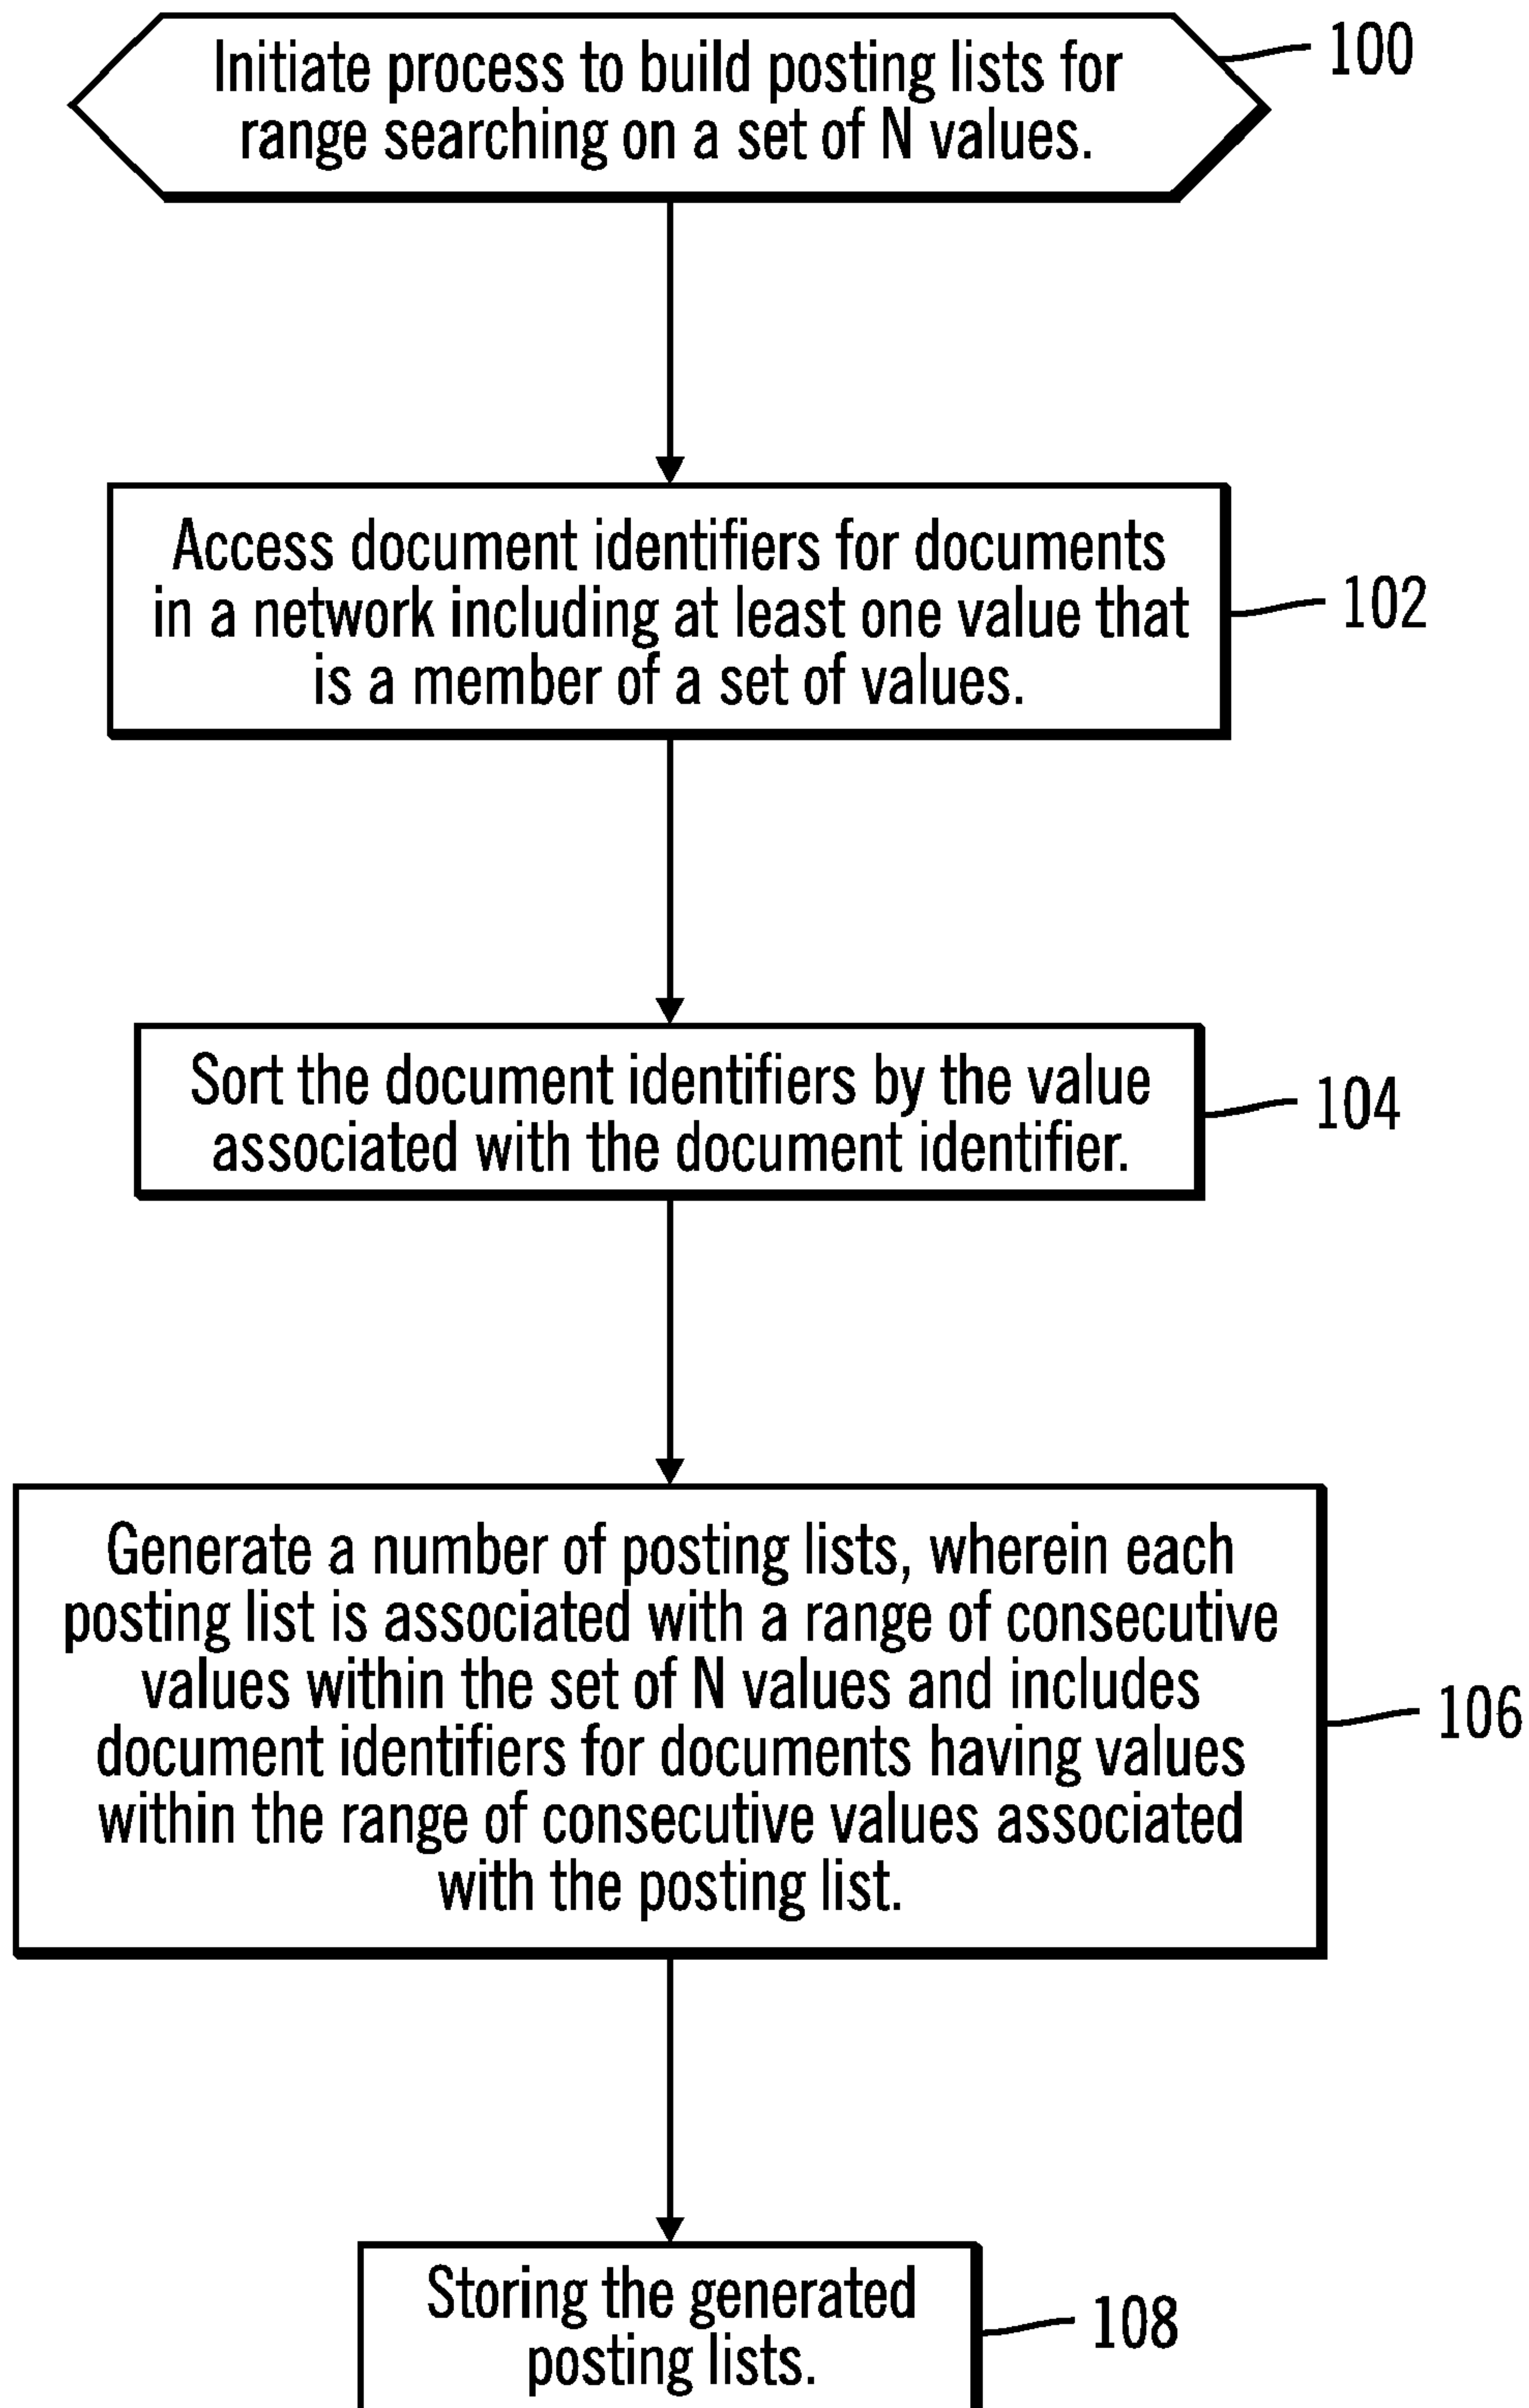 Initiate process to build posting lists for
range searching on a set of N values.
100
Access document identifiers for documents
in a network including at least one value that
is a member of a set of values.
102
Sort the document identifiers by the value
associated with the document identifier.
104
Generate a number of posting lists, wherein each
posting list is associated with a range of consecutive
values within the set of N values and includes
document identifiers for documents having values
within the range of consecutive values associated
with the posting list.
106
Storing the generated
posting lists.
108